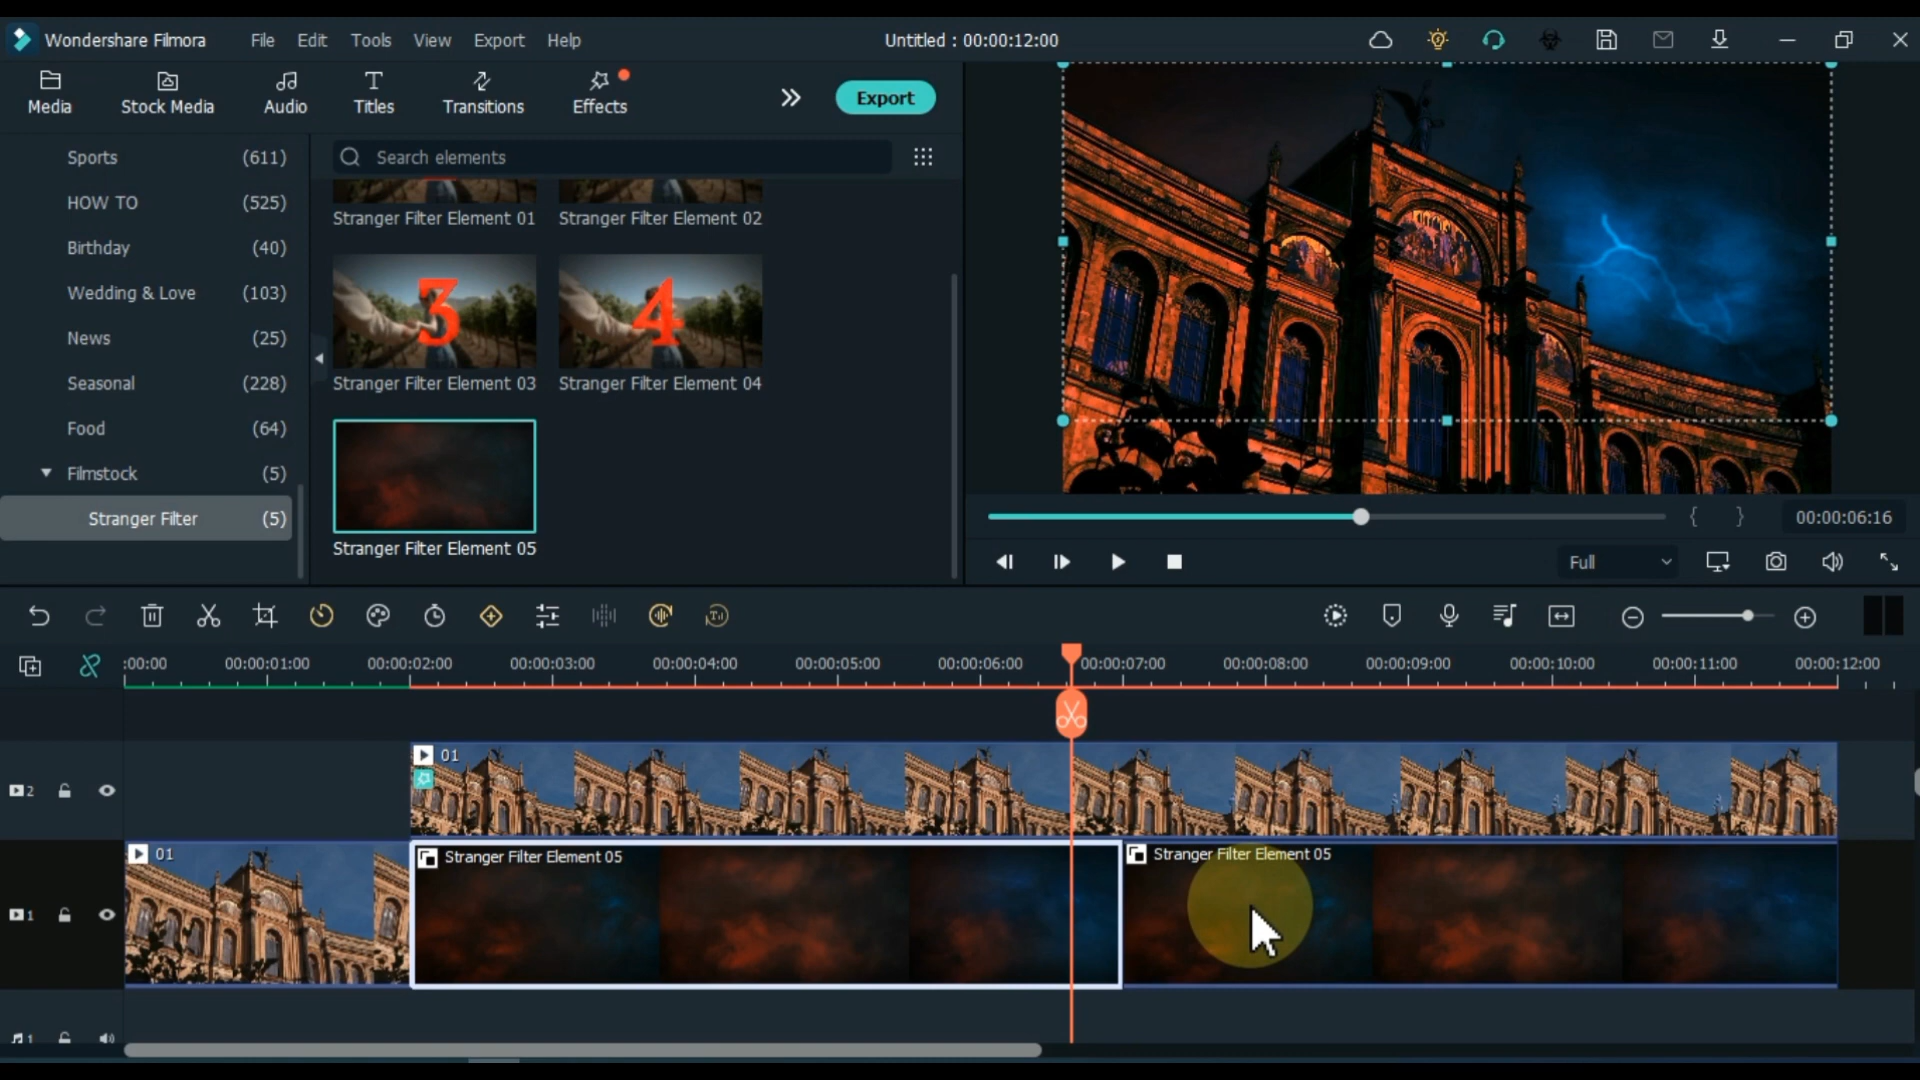 Wondershare Filmora File Edit Tools View Export Help Untitled : 00:00:12:00
Media Stock Media Audio Titles Transitions Effects Export
Sports (611)
HOW TO (525)
Birthday (40)
Wedding & Love (103)
News (25)
Seasonal (228)
Food (64)
Filmstock (5)
Stranger Filter (5)
Search elements
Stranger Filter Element 01 Stranger Filter Element 02
3 4
Stranger Filter Element 03 Stranger Filter Element 04
Stranger Filter Element 05
{ } 00:00:06:16
Full
:00:00 00:00:01:00 00:00:02:00 00:00:03:00 00:00:04:00 00:00:05:00 00:00:06:00 00:00:07:00 00:00:08:00 00:00:09:00 00:00:10:00 00:00:11:00 00:00:12:00
2 01
1 01 Stranger Filter Element 05 Stranger Filter Element 05
1